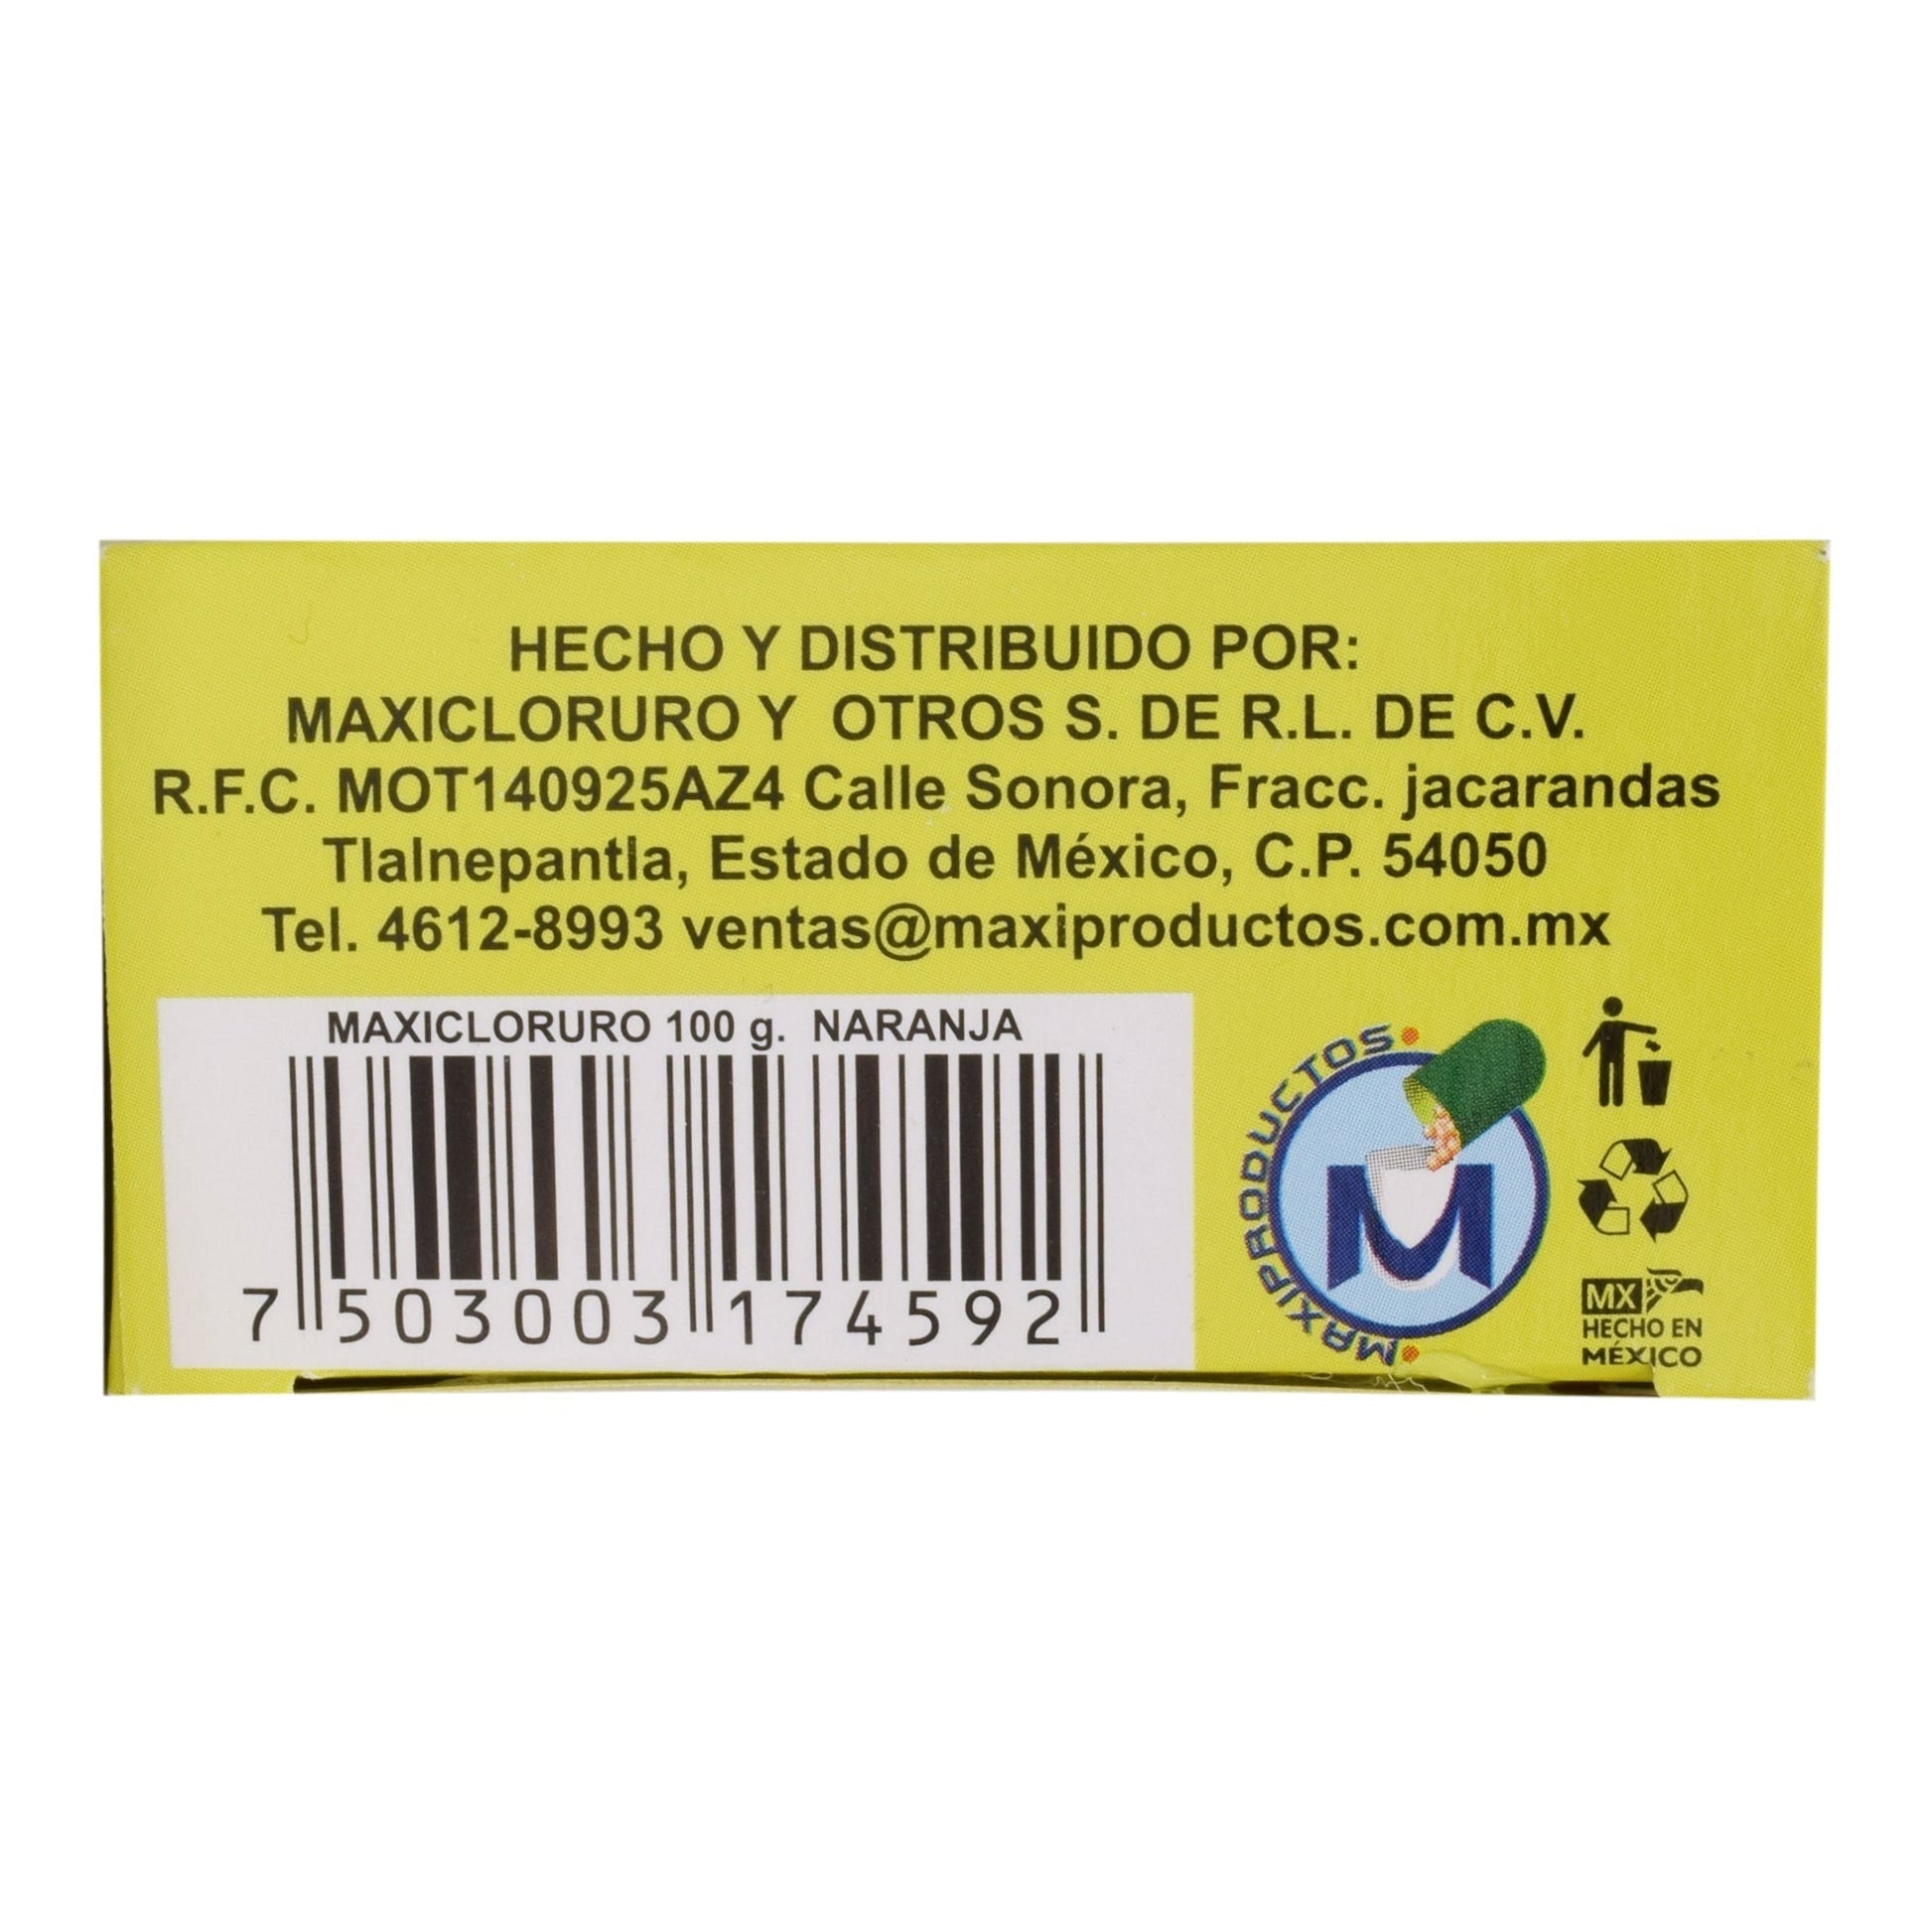 HECHO Y DISTRIBUIDO POR:
MAXICLORURO Y OTROS S. DE R.L. DE C.V.
R.F.C. MOT140925AZ4 Calle Sonora, Fracc. jacarandas
Tlalnepantla, Estado de México, C.P. 54050
Tel. 4612-8993 ventas@maxiproductos.com.mx
MAXICLORURO 100 g. NARANJA
7 503003 174592
MAXIPRODUCTOS
M
MX
HECHO EN
MÉXICO